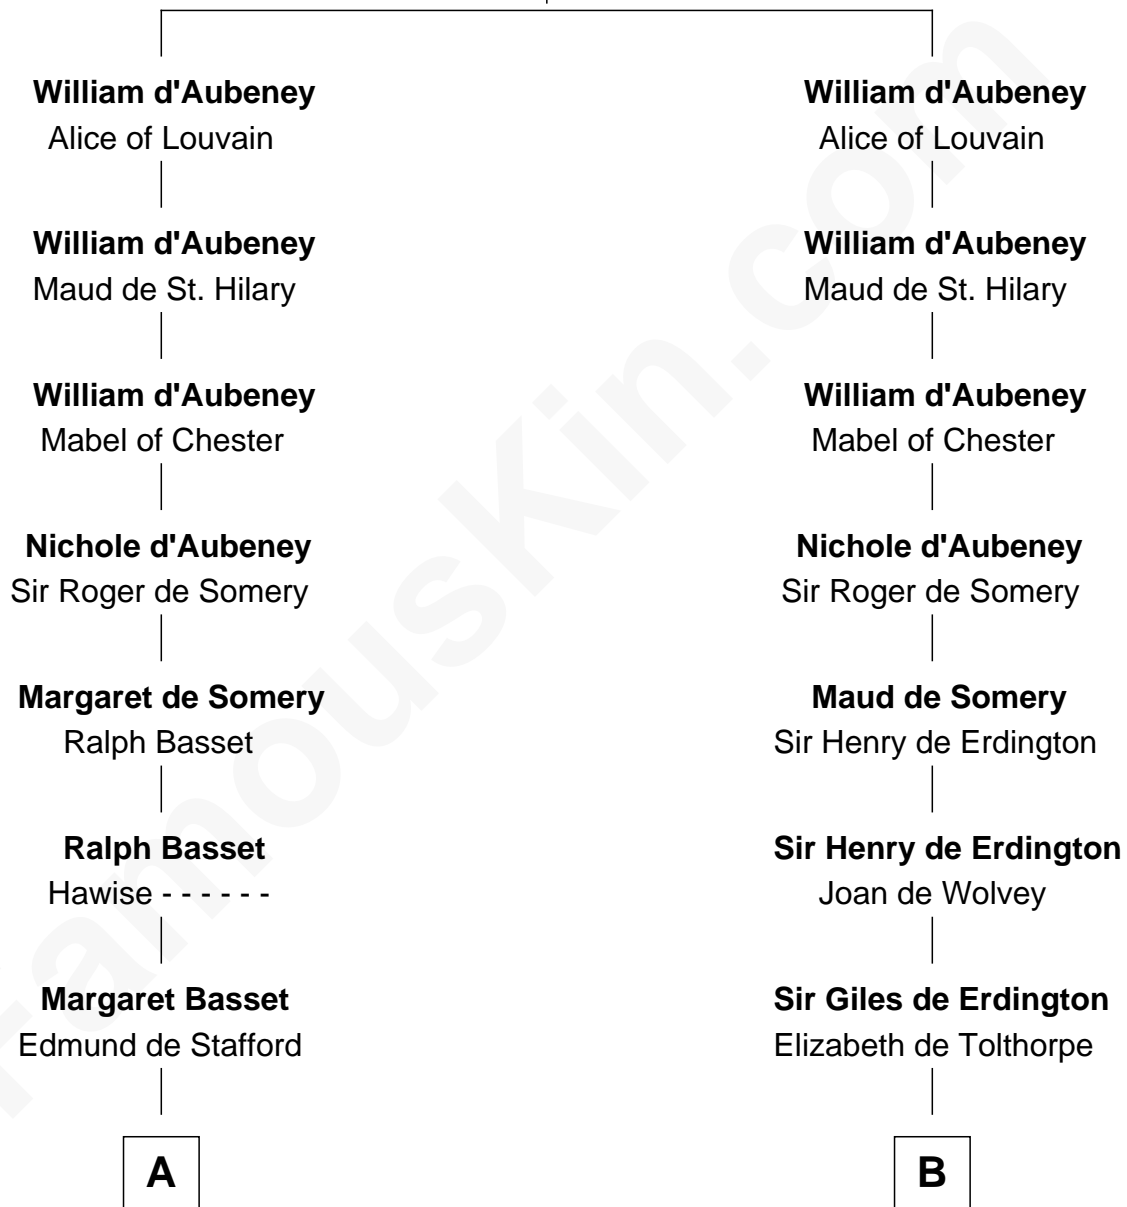 William d'Aubeney
Alice of Louvain
William d'Aubeney
Maud de St. Hilary
William d'Aubeney
Mabel of Chester
Nichole d'Aubeney
Sir Roger de Somery
Margaret de Somery
Ralph Basset
Ralph Basset
Hawise - - - - - -
Margaret Basset
Edmund de Stafford
A
William d'Aubeney
Alice of Louvain
William d'Aubeney
Maud de St. Hilary
William d'Aubeney
Mabel of Chester
Nichole d'Aubeney
Sir Roger de Somery
Maud de Somery
Sir Henry de Erdington
Sir Henry de Erdington
Joan de Wolvey
Sir Giles de Erdington
Elizabeth de Tolthorpe
B
FamousKin.com